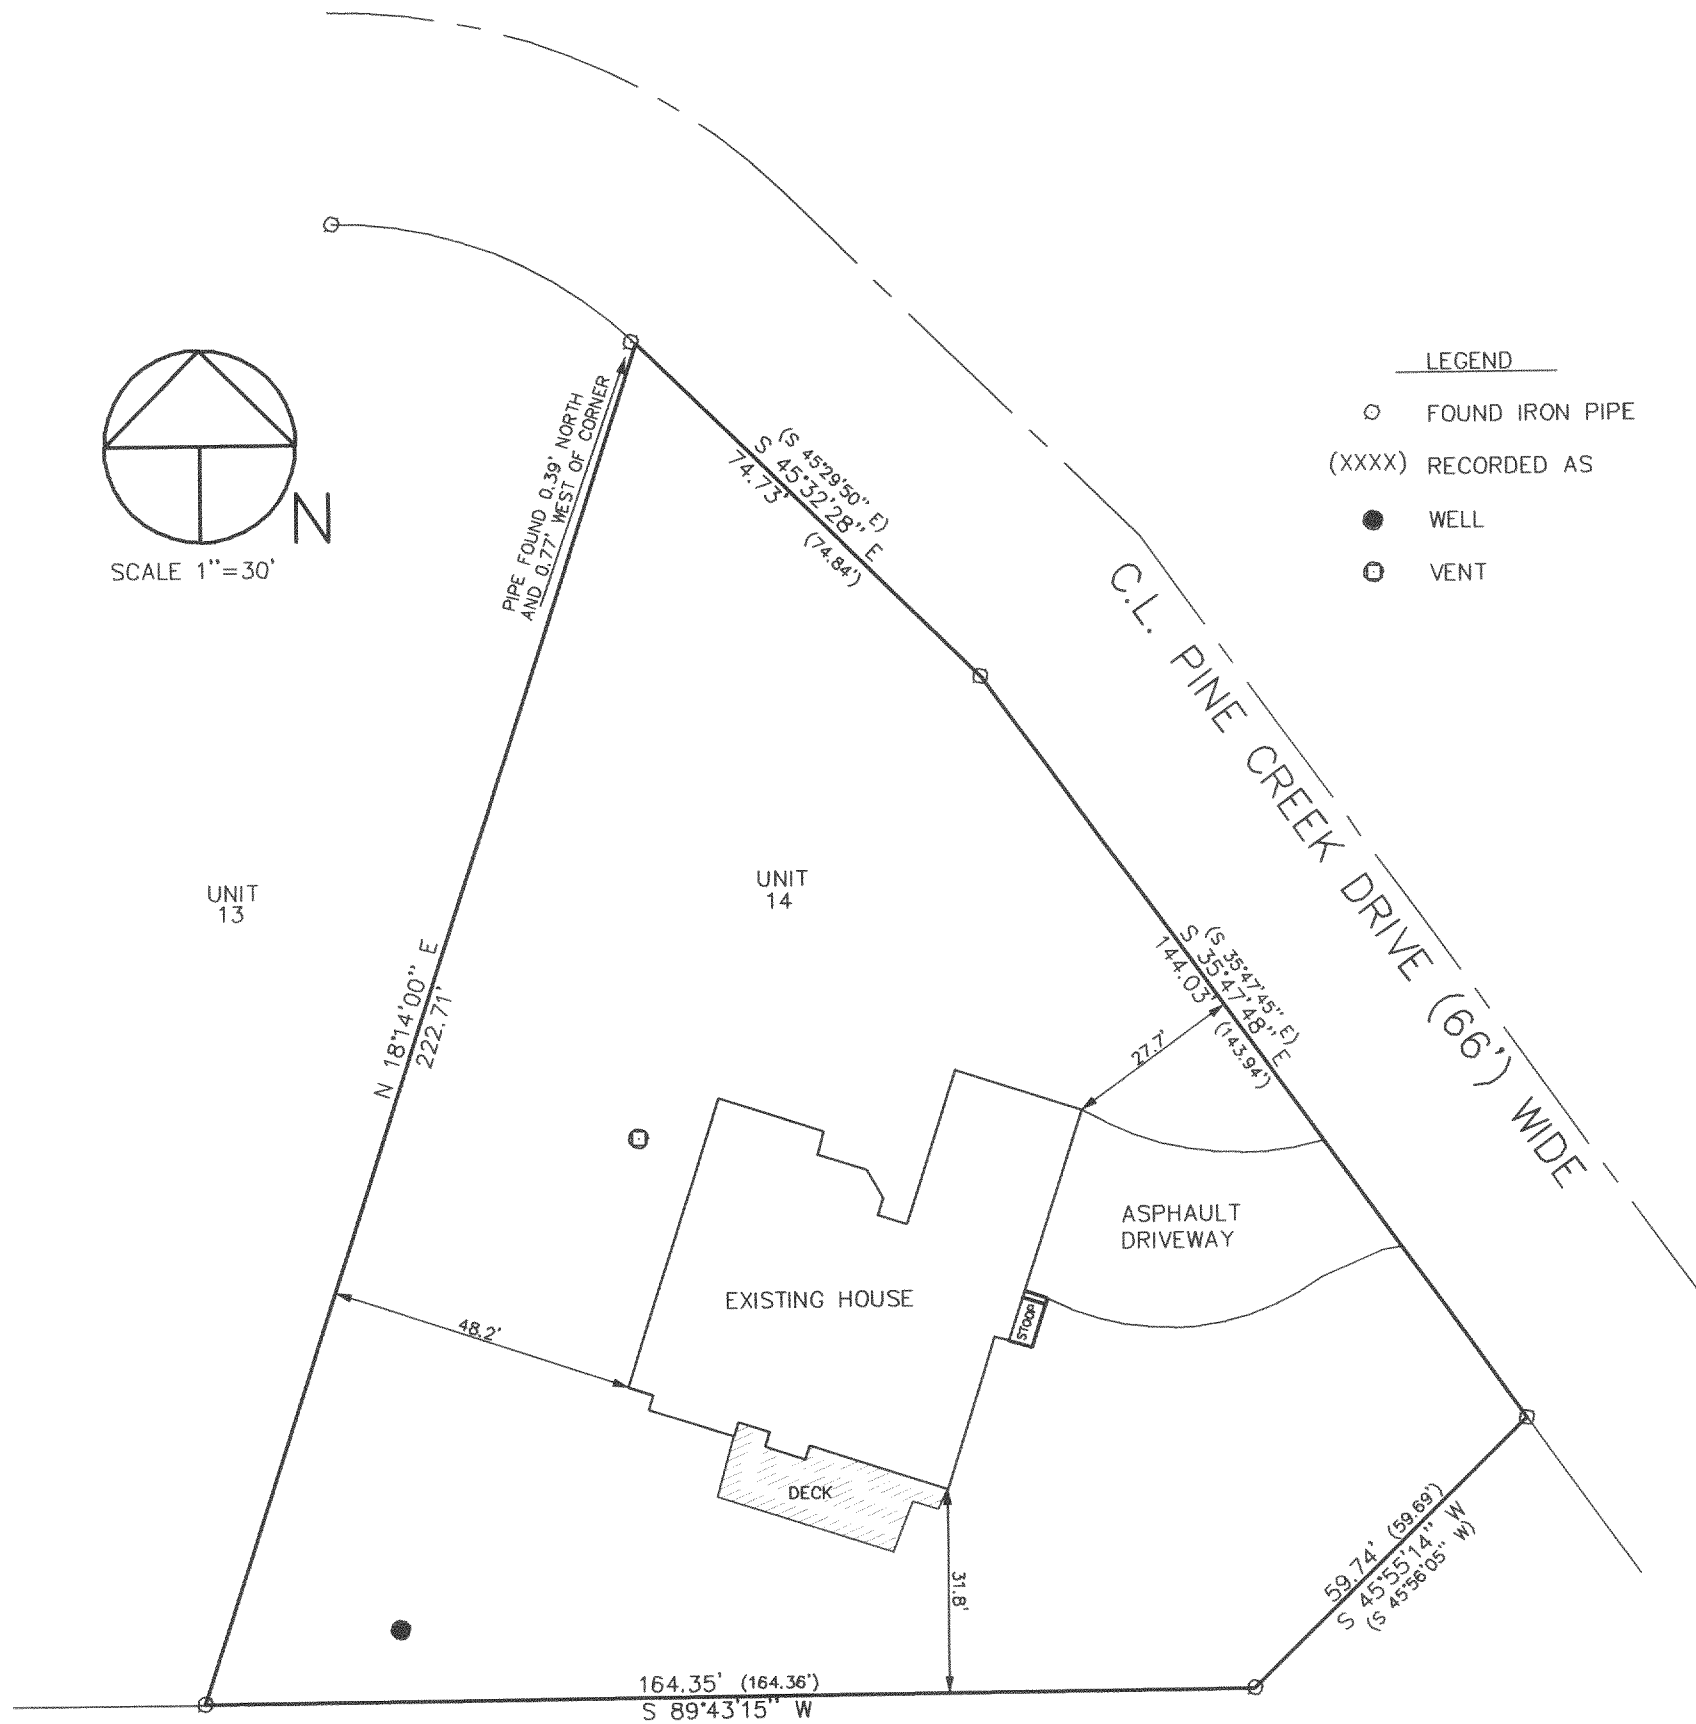 LEGEND
FOUND IRON PIPE
(XXXX) RECORDED AS
WELL
VENT
N
SCALE 1"=30'
PIPE FOUND 0.39' NORTH
AND 0.77' WEST OF CORNER
(S 45°29'50" E)
S 45°32'28" E
74.73'
(74.84')
C.L. PINE CREEK DRIVE (66') WIDE
UNIT
13
UNIT
14
N 18°14'00" E
222.71'
(S 35°47'45" E)
S 35°47'48" E
144.03'
(143.94')
27.7'
ASPHAULT
DRIVEWAY
EXISTING HOUSE
STOOP
48.2'
DECK
31.8'
59.74' (59.69')
S 45°55'14" W
(S 45°56'05" W)
164.35' (164.36')
S 89°43'15" W